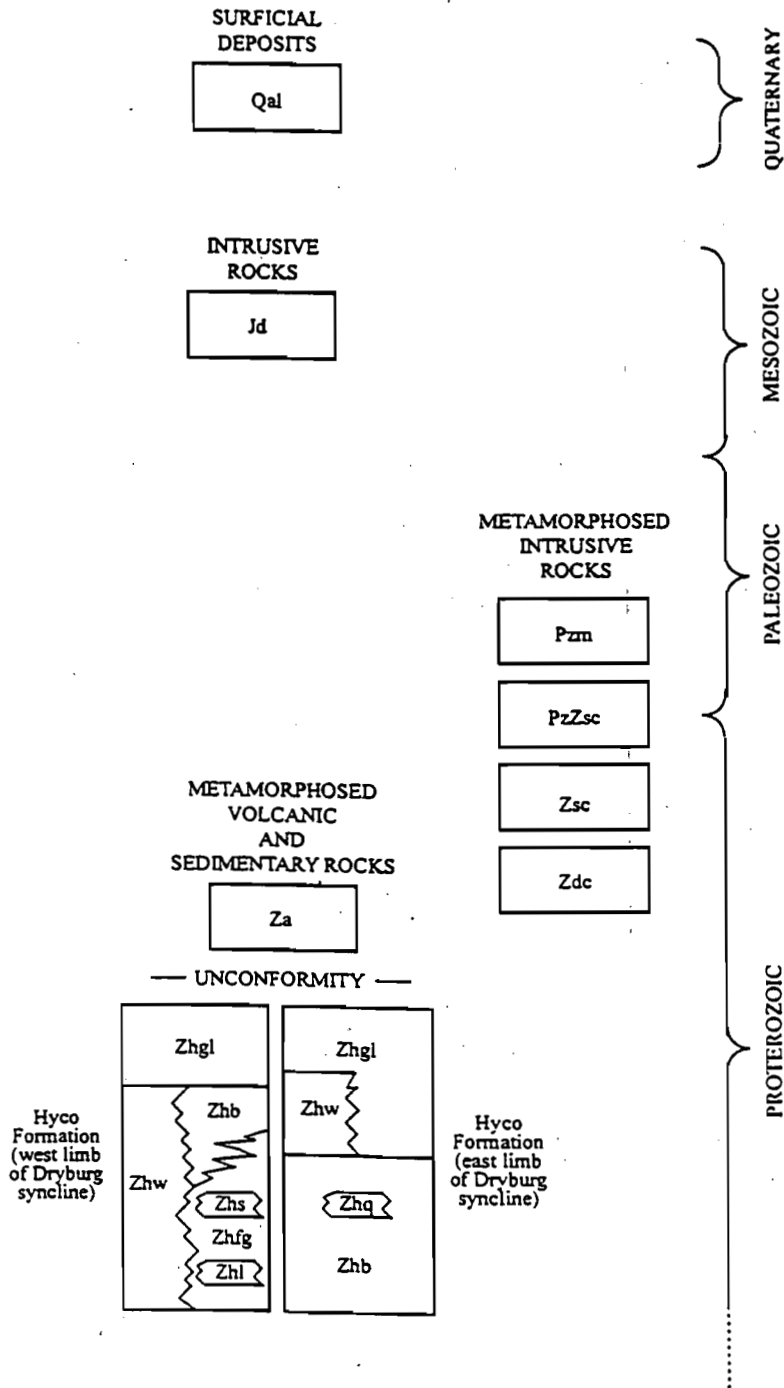 SURFICIAL
DEPOSITS
Qal
QUATERNARY
INTRUSIVE
ROCKS
Jd
MESOZOIC
METAMORPHOSED
INTRUSIVE
ROCKS
Pzm
PzZsc
Zsc
Zdc
PALEOZOIC
METAMORPHOSED
VOLCANIC
AND
SEDIMENTARY ROCKS
Za
UNCONFORMITY
Zhgl
Zhb
Zhw
Zhs
Zhfg
Zhl
Hyco
Formation
(west limb
of Dryburg
syncline)
Zhgl
Zhw
Zhq
Zhb
Hyco
Formation
(east limb
of Dryburg
syncline)
PROTEROZOIC